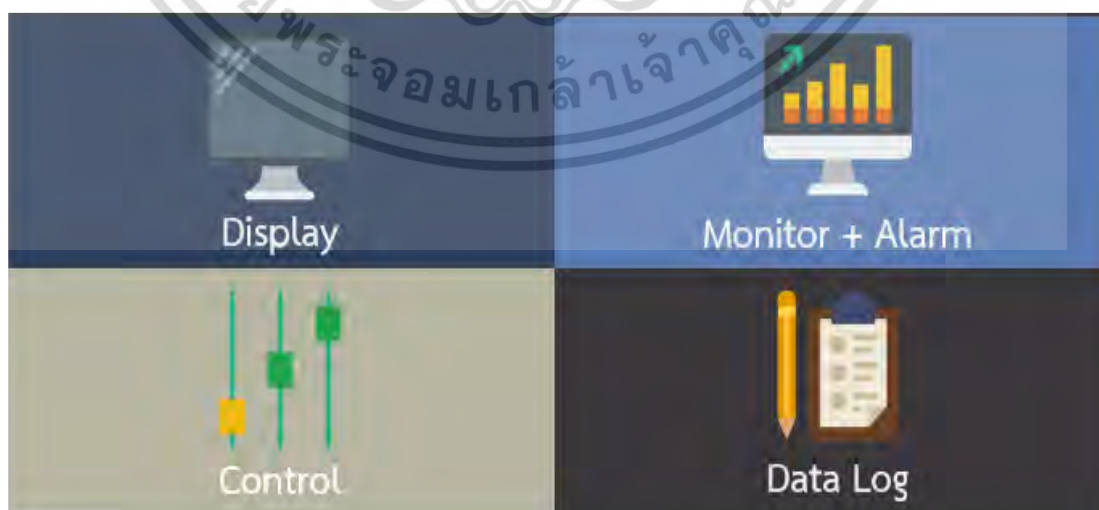 พระจอมเกล้าเจ้าคุณ
Display
Monitor + Alarm
Control
Data Log